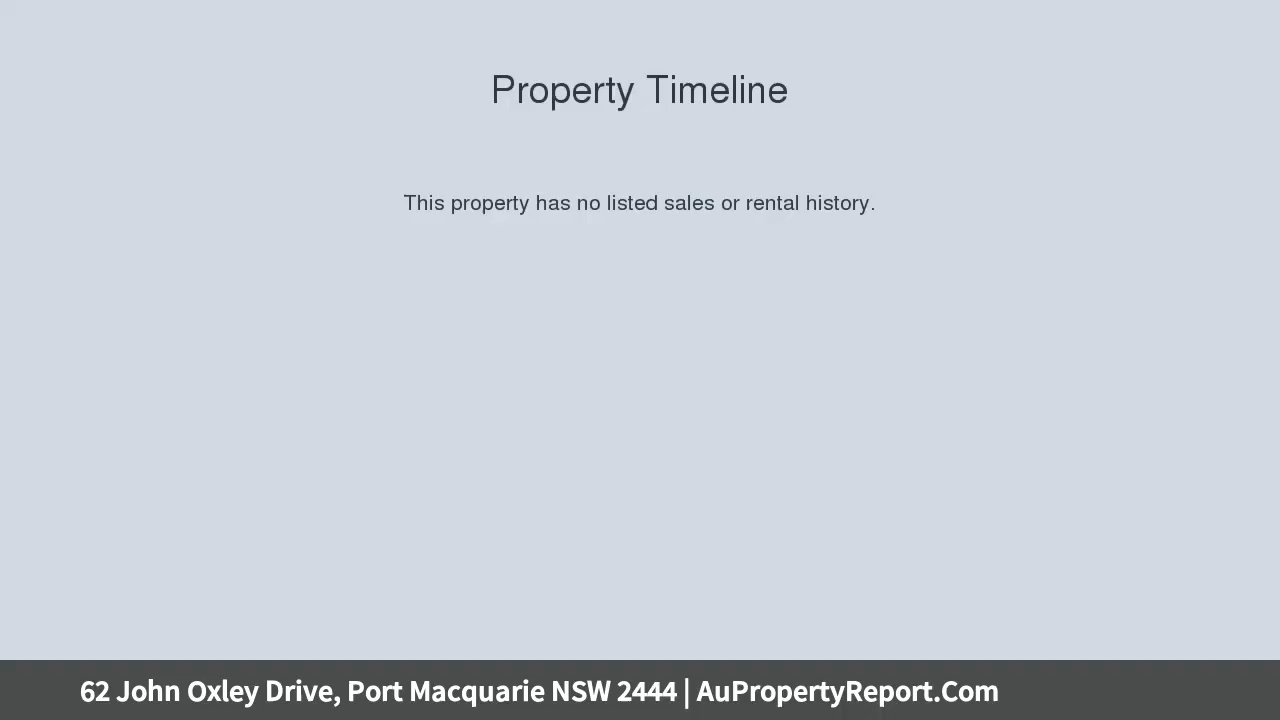 Property Timeline
This property has no listed sales or rental history.
62 John Oxley Drive, Port Macquarie NSW 2444 | AuPropertyReport.Com